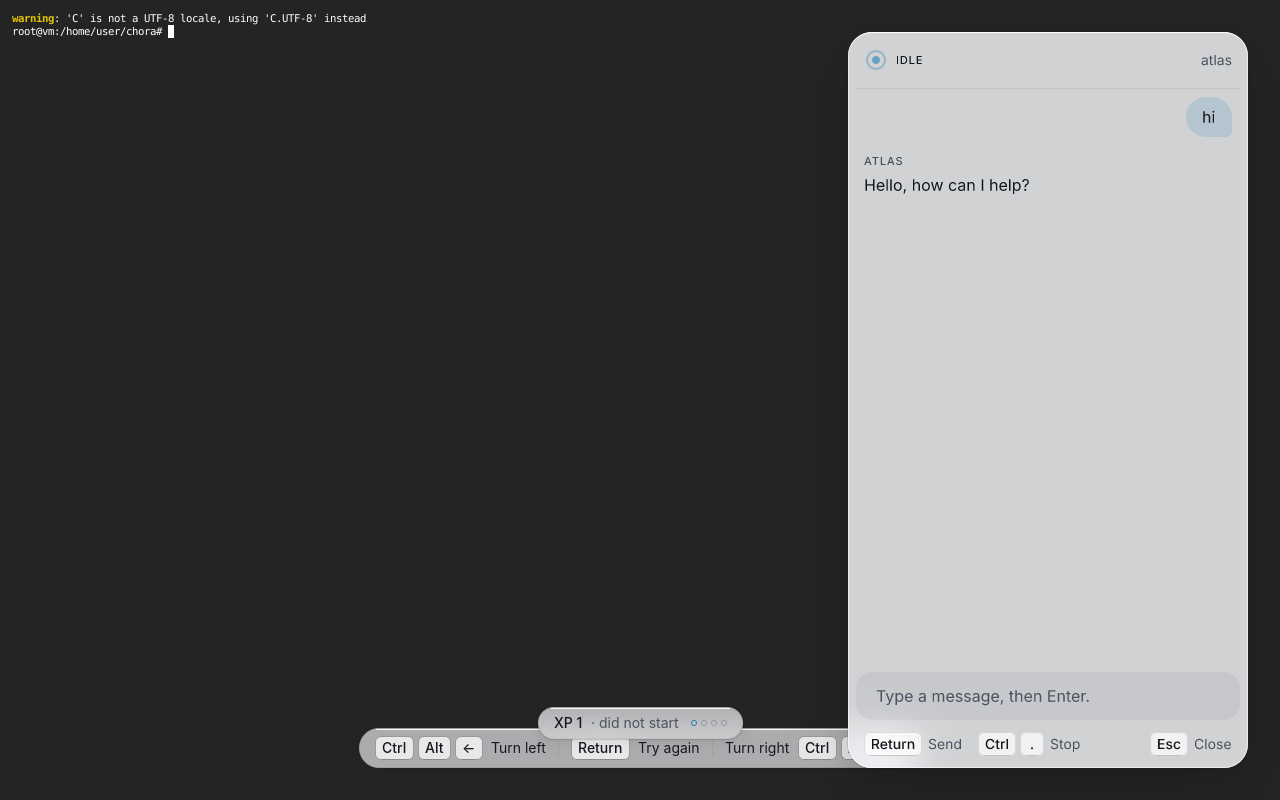 warning: 'C' is not a UTF-8 locale, using 'C.UTF-8' instead
root@vm:/home/user/chora#
IDLE
atlas
hi
ATLAS
Hello, how can I help?
Type a message, then Enter.
Return Send Ctrl . Stop Esc Close
XP 1 · did not start
Ctrl Alt ← Turn left Return Try again Turn right Ctrl